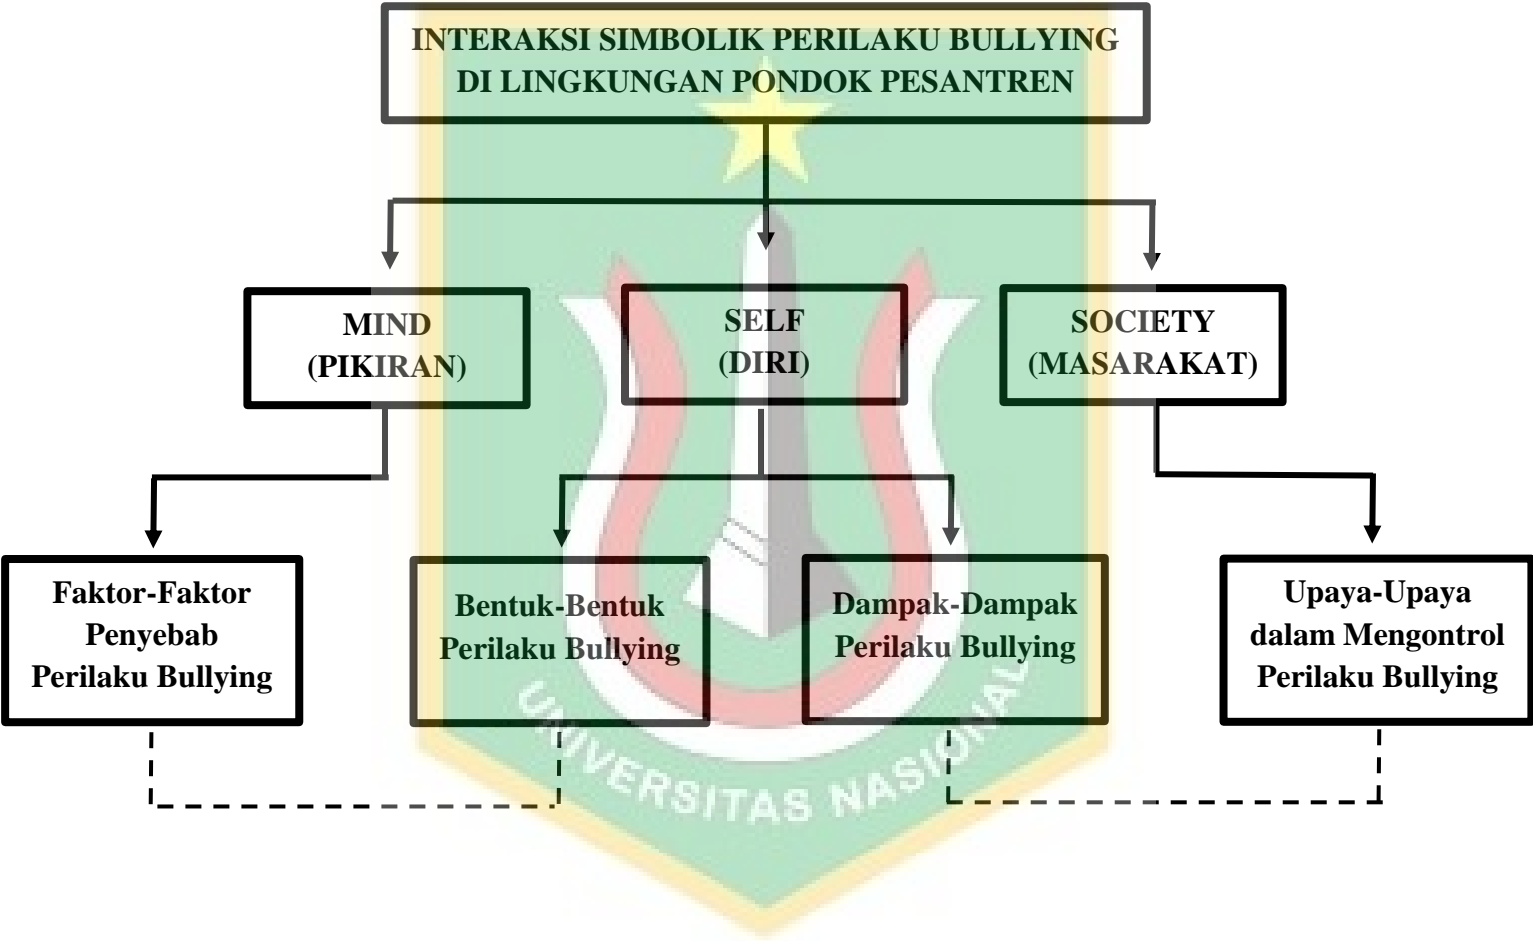 INTERAKSI SIMBOLIK PERILAKU BULLYING
DI LINGKUNGAN PONDOK PESANTREN
MIND
(PIKIRAN)
SELF
(DIRI)
SOCIETY
(MASARAKAT)
Faktor-Faktor
Penyebab
Perilaku Bullying
Bentuk-Bentuk
Perilaku Bullying
Dampak-Dampak
Perilaku Bullying
Upaya-Upaya
dalam Mengontrol
Perilaku Bullying
UNIVERSITAS NASIONAL